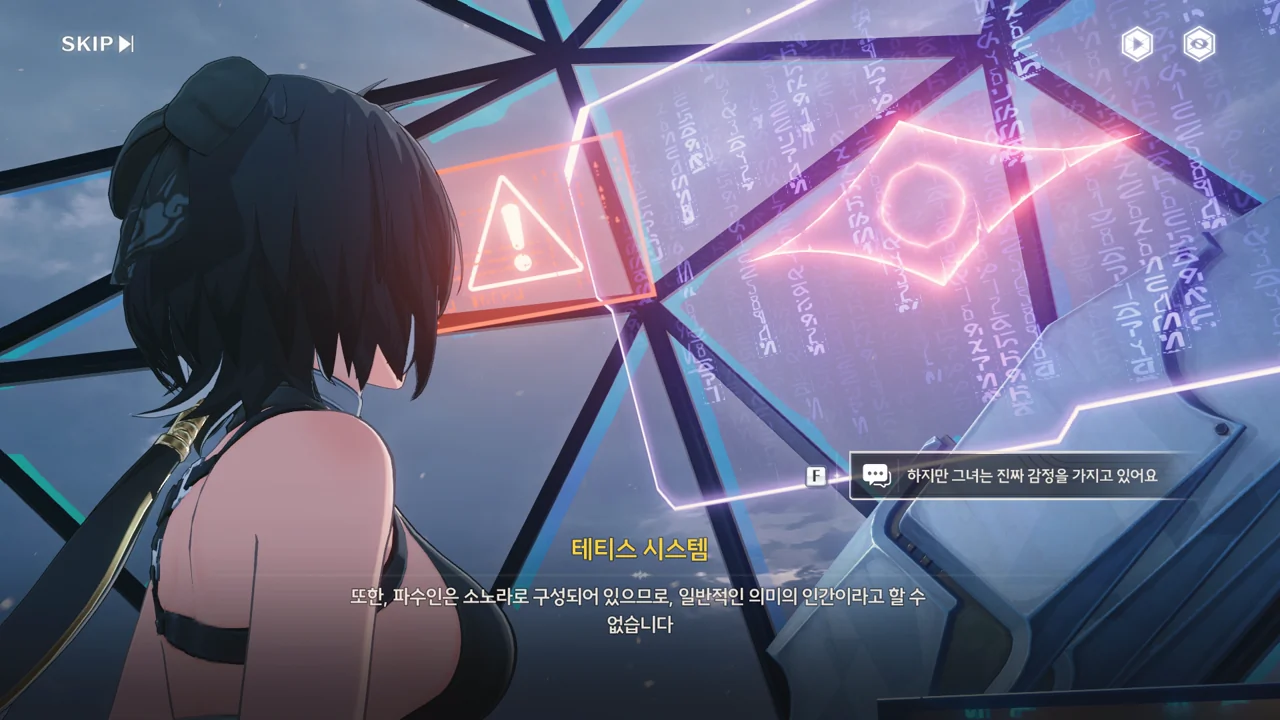 SKIP
F
하지만 그녀는 진짜 감정을 가지고 있어요
테티스 시스템
또한, 파수인은 소노라로 구성되어 있으므로, 일반적인 의미의 인간이라고 할 수
없습니다